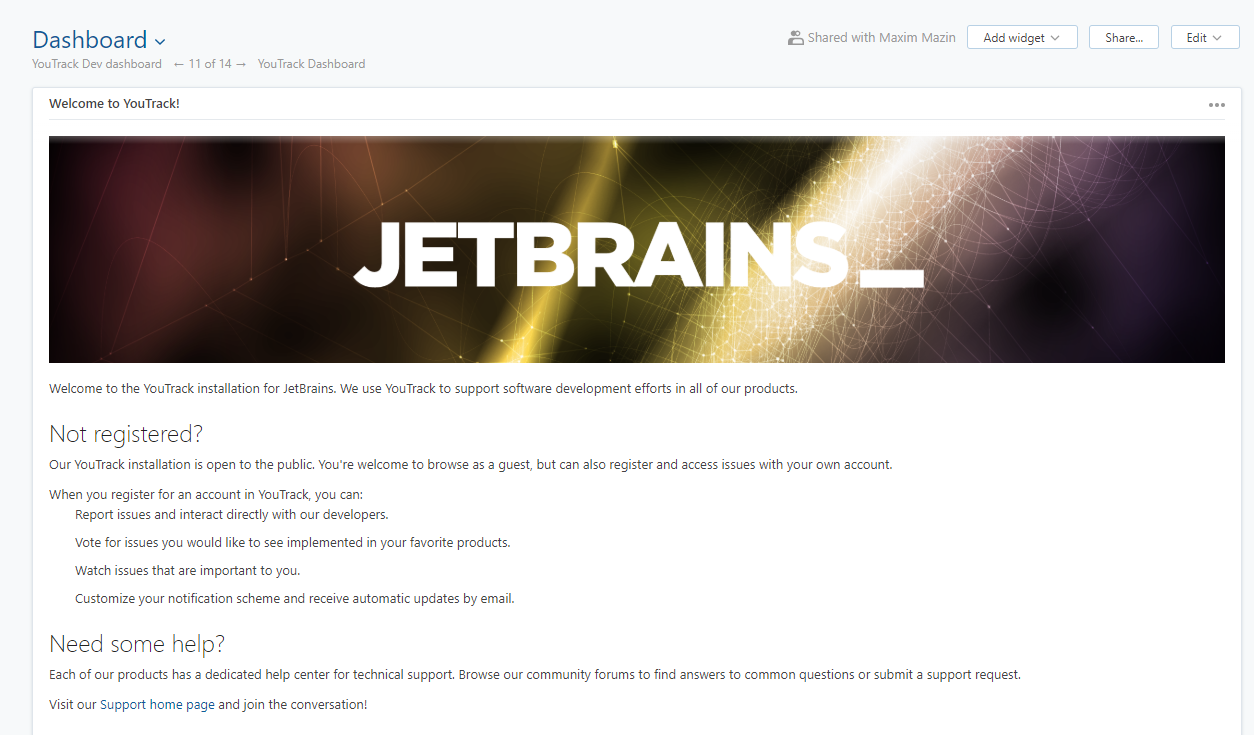 Dashboard
Shared with Maxim Mazin
Add widget
Share...
Edit
YouTrack Dev dashboard ← 11 of 14 → YouTrack Dashboard
Welcome to YouTrack!
JETBRAINS_
Welcome to the YouTrack installation for JetBrains. We use YouTrack to support software development efforts in all of our products.
Not registered?
Our YouTrack installation is open to the public. You're welcome to browse as a guest, but can also register and access issues with your own account.
When you register for an account in YouTrack, you can:
Report issues and interact directly with our developers.
Vote for issues you would like to see implemented in your favorite products.
Watch issues that are important to you.
Customize your notification scheme and receive automatic updates by email.
Need some help?
Each of our products has a dedicated help center for technical support. Browse our community forums to find answers to common questions or submit a support request.
Visit our Support home page and join the conversation!